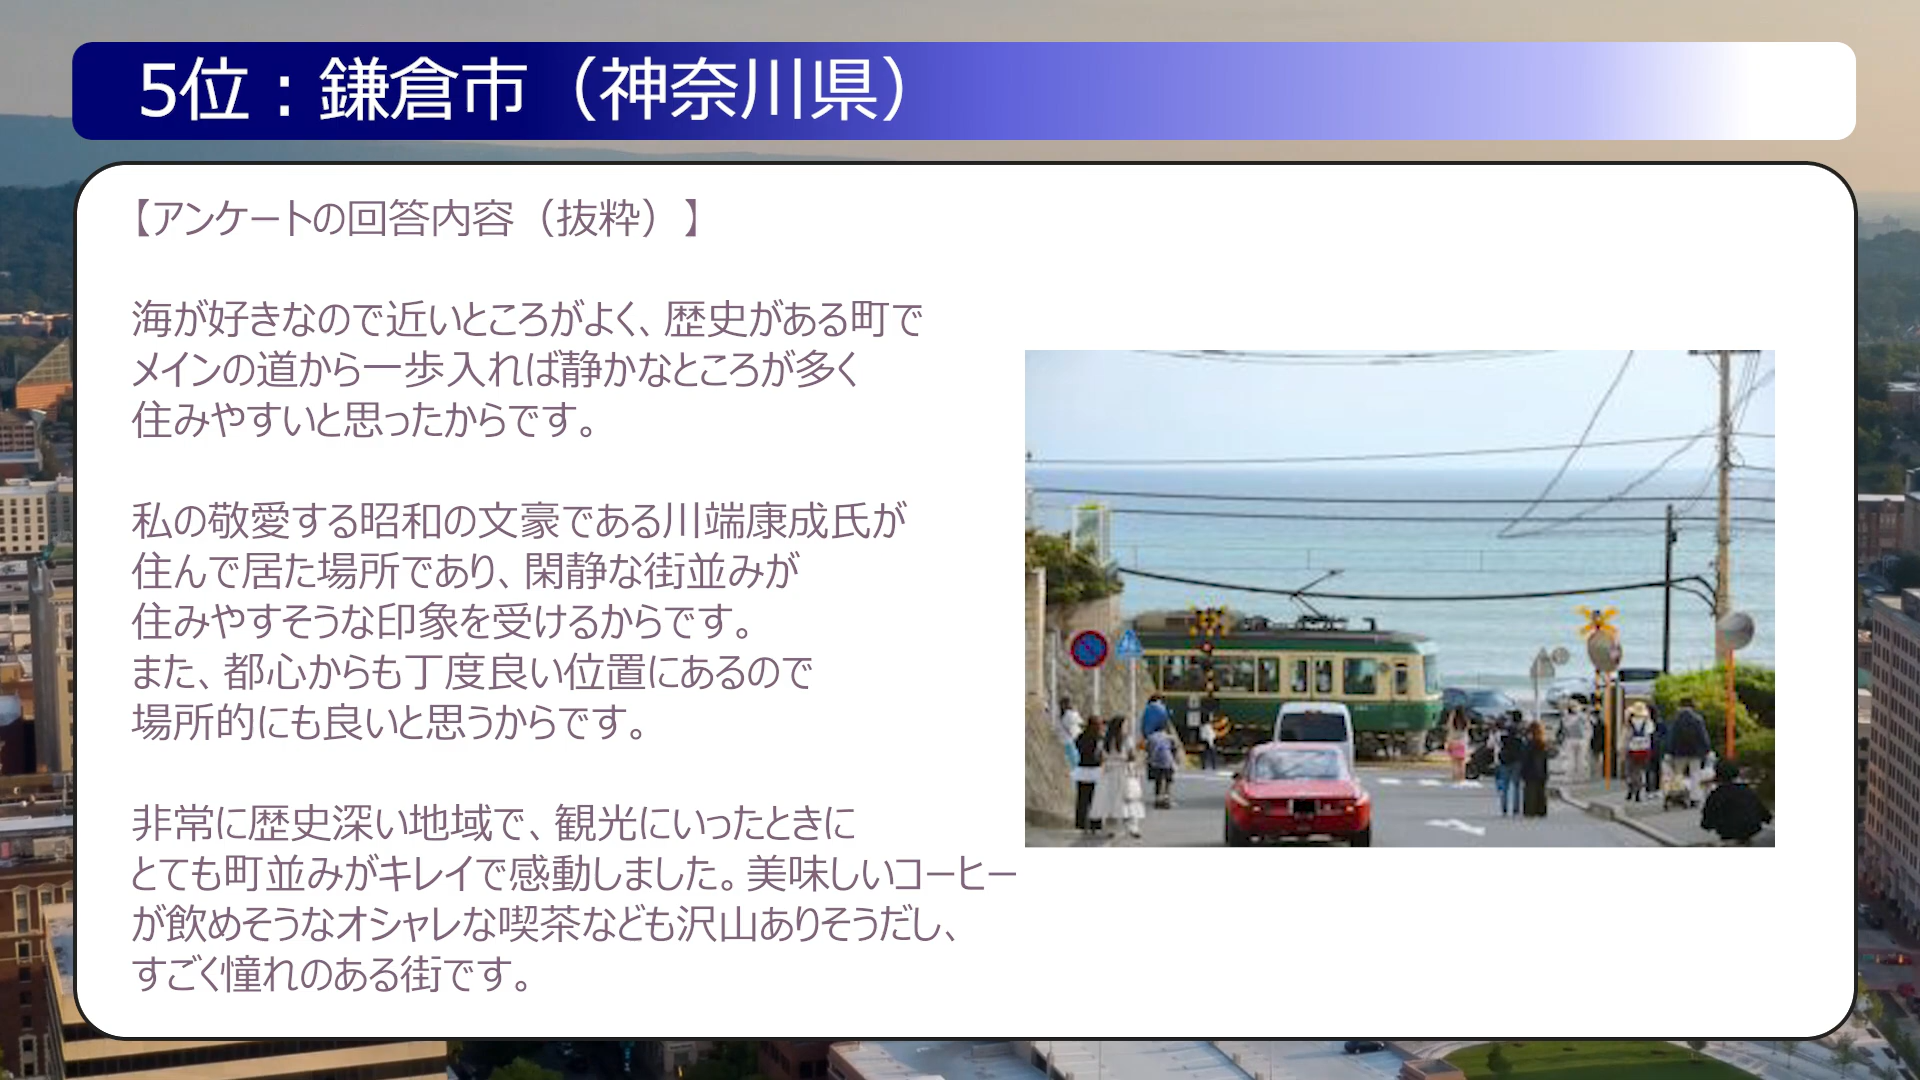 5位：鎌倉市（神奈川県）
【アンケートの回答内容（抜粋）】
海が好きなので近いところがよく、歴史がある町で
メインの道から一歩入れば静かなところが多く
住みやすいと思ったからです。
私の敬愛する昭和の文豪である川端康成氏が
住んで居た場所であり、閑静な街並みが
住みやすそうな印象を受けるからです。
また、都心からも丁度良い位置にあるので
場所的にも良いと思うからです。
非常に歴史深い地域で、観光にいったときに
とても町並みがキレイで感動しました。美味しいコーヒー
が飲めそうなオシャレな喫茶なども沢山ありそうだし、
すごく憧れのある街です。